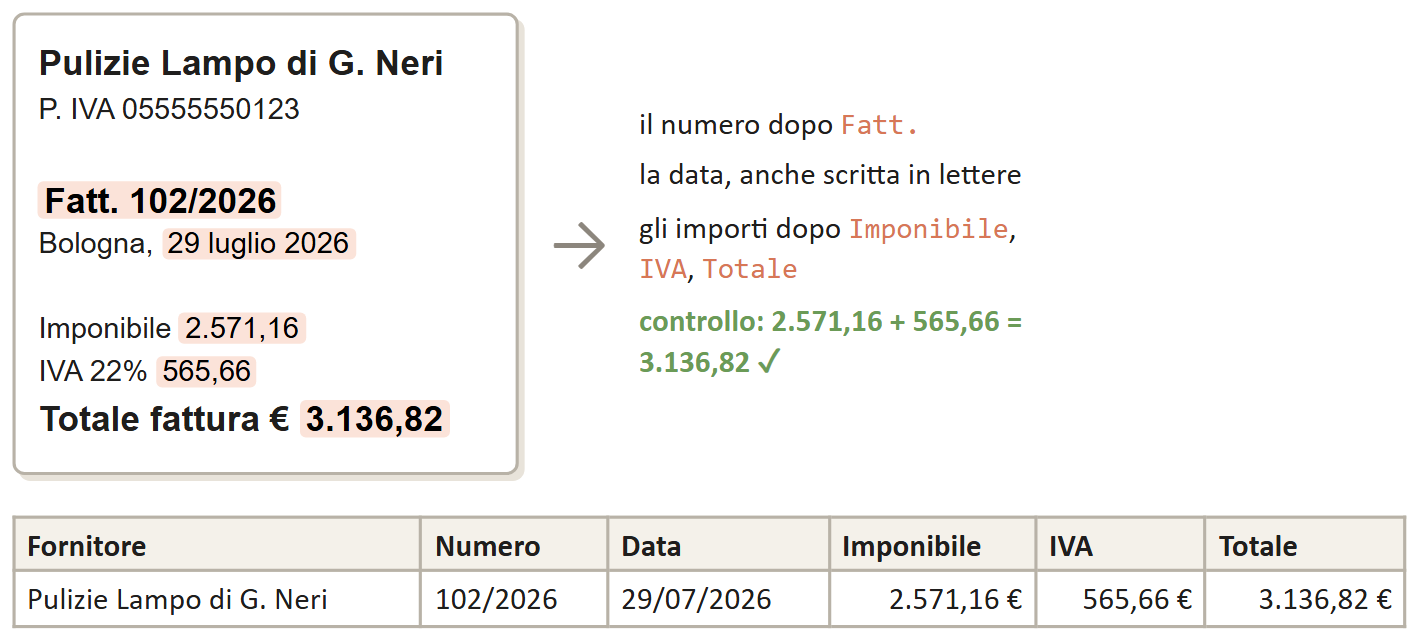 Pulizie Lampo di G. Neri
P. IVA 05555550123
Fatt. 102/2026
Bologna, 29 luglio 2026
Imponibile 2.571,16
IVA 22% 565,66
Totale fattura € 3.136,82
il numero dopo Fatt.
la data, anche scritta in lettere
gli importi dopo Imponibile,
IVA, Totale
controllo: 2.571,16 + 565,66 =
3.136,82 ✓
Fornitore Numero Data Imponibile IVA Totale
Pulizie Lampo di G. Neri 102/2026 29/07/2026 2.571,16 € 565,66 € 3.136,82 €